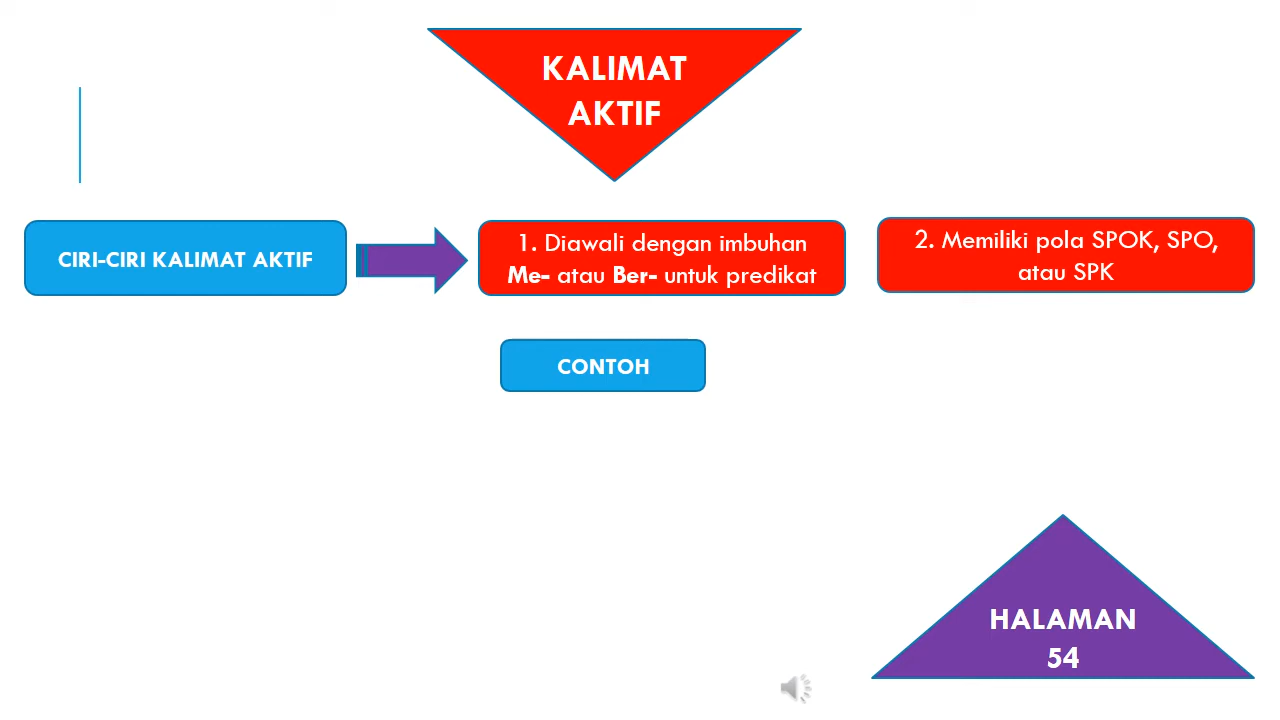 KALIMAT
AKTIF
CIRI-CIRI KALIMAT AKTIF
1. Diawali dengan imbuhan
Me- atau Ber- untuk predikat
2. Memiliki pola SPOK, SPO,
atau SPK
CONTOH
HALAMAN
54